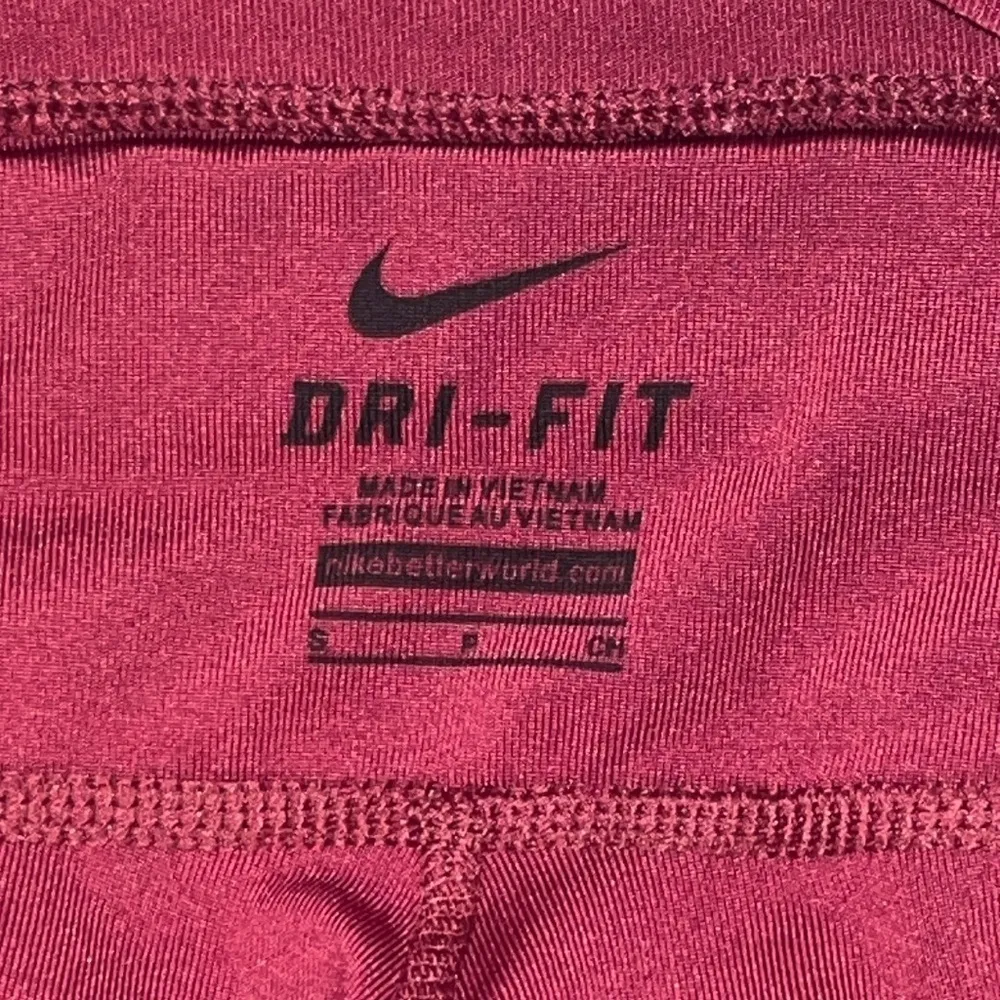 DRI-FIT
MADE IN VIETNAM
FABRIQUE AU VIETNAM
nikebetterworld.com
S P CH